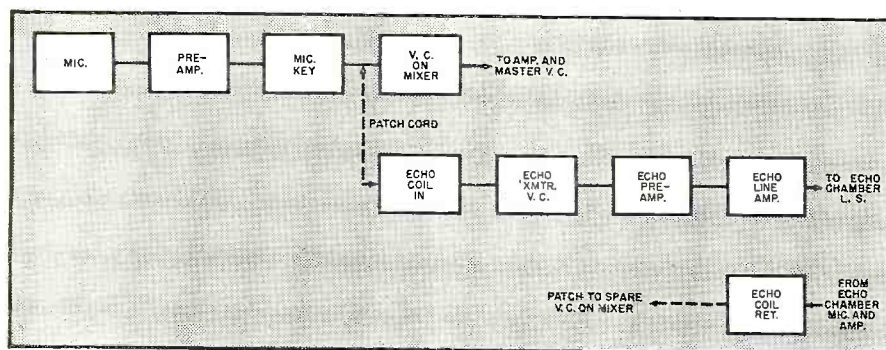 MIC.
PRE-
AMP.
MIC.
KEY
V. C.
ON
MIXER
TO AMP. AND
MASTER V. C.
PATCH CORD
ECHO
COIL
IN
ECHO
XMTR.
V. C.
ECHO
PRE-
AMP.
ECHO
LINE
AMP.
TO ECHO
CHAMBER
L. S.
PATCH TO SPARE
V. C. ON MIXER
ECHO
COIL
RET.
FROM
ECHO
CHAMBER
MIC. AND
AMP.